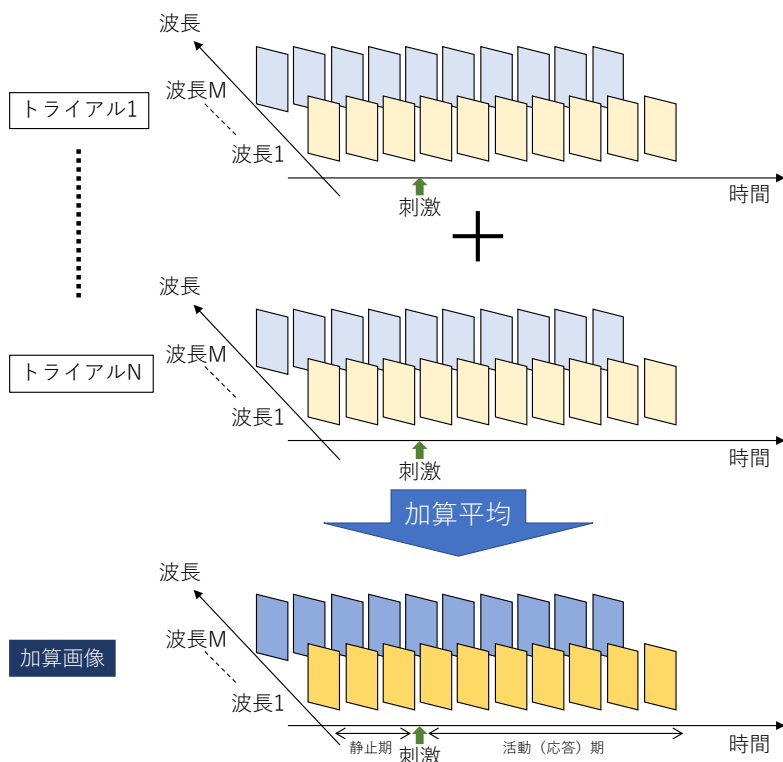 波長
波長M
トライアル1
波長1
時間
刺激
波長
波長M
トライアルN
波長1
時間
刺激
加算平均
波長
波長M
加算画像
波長1
静止期
刺激
活動（応答）期
時間